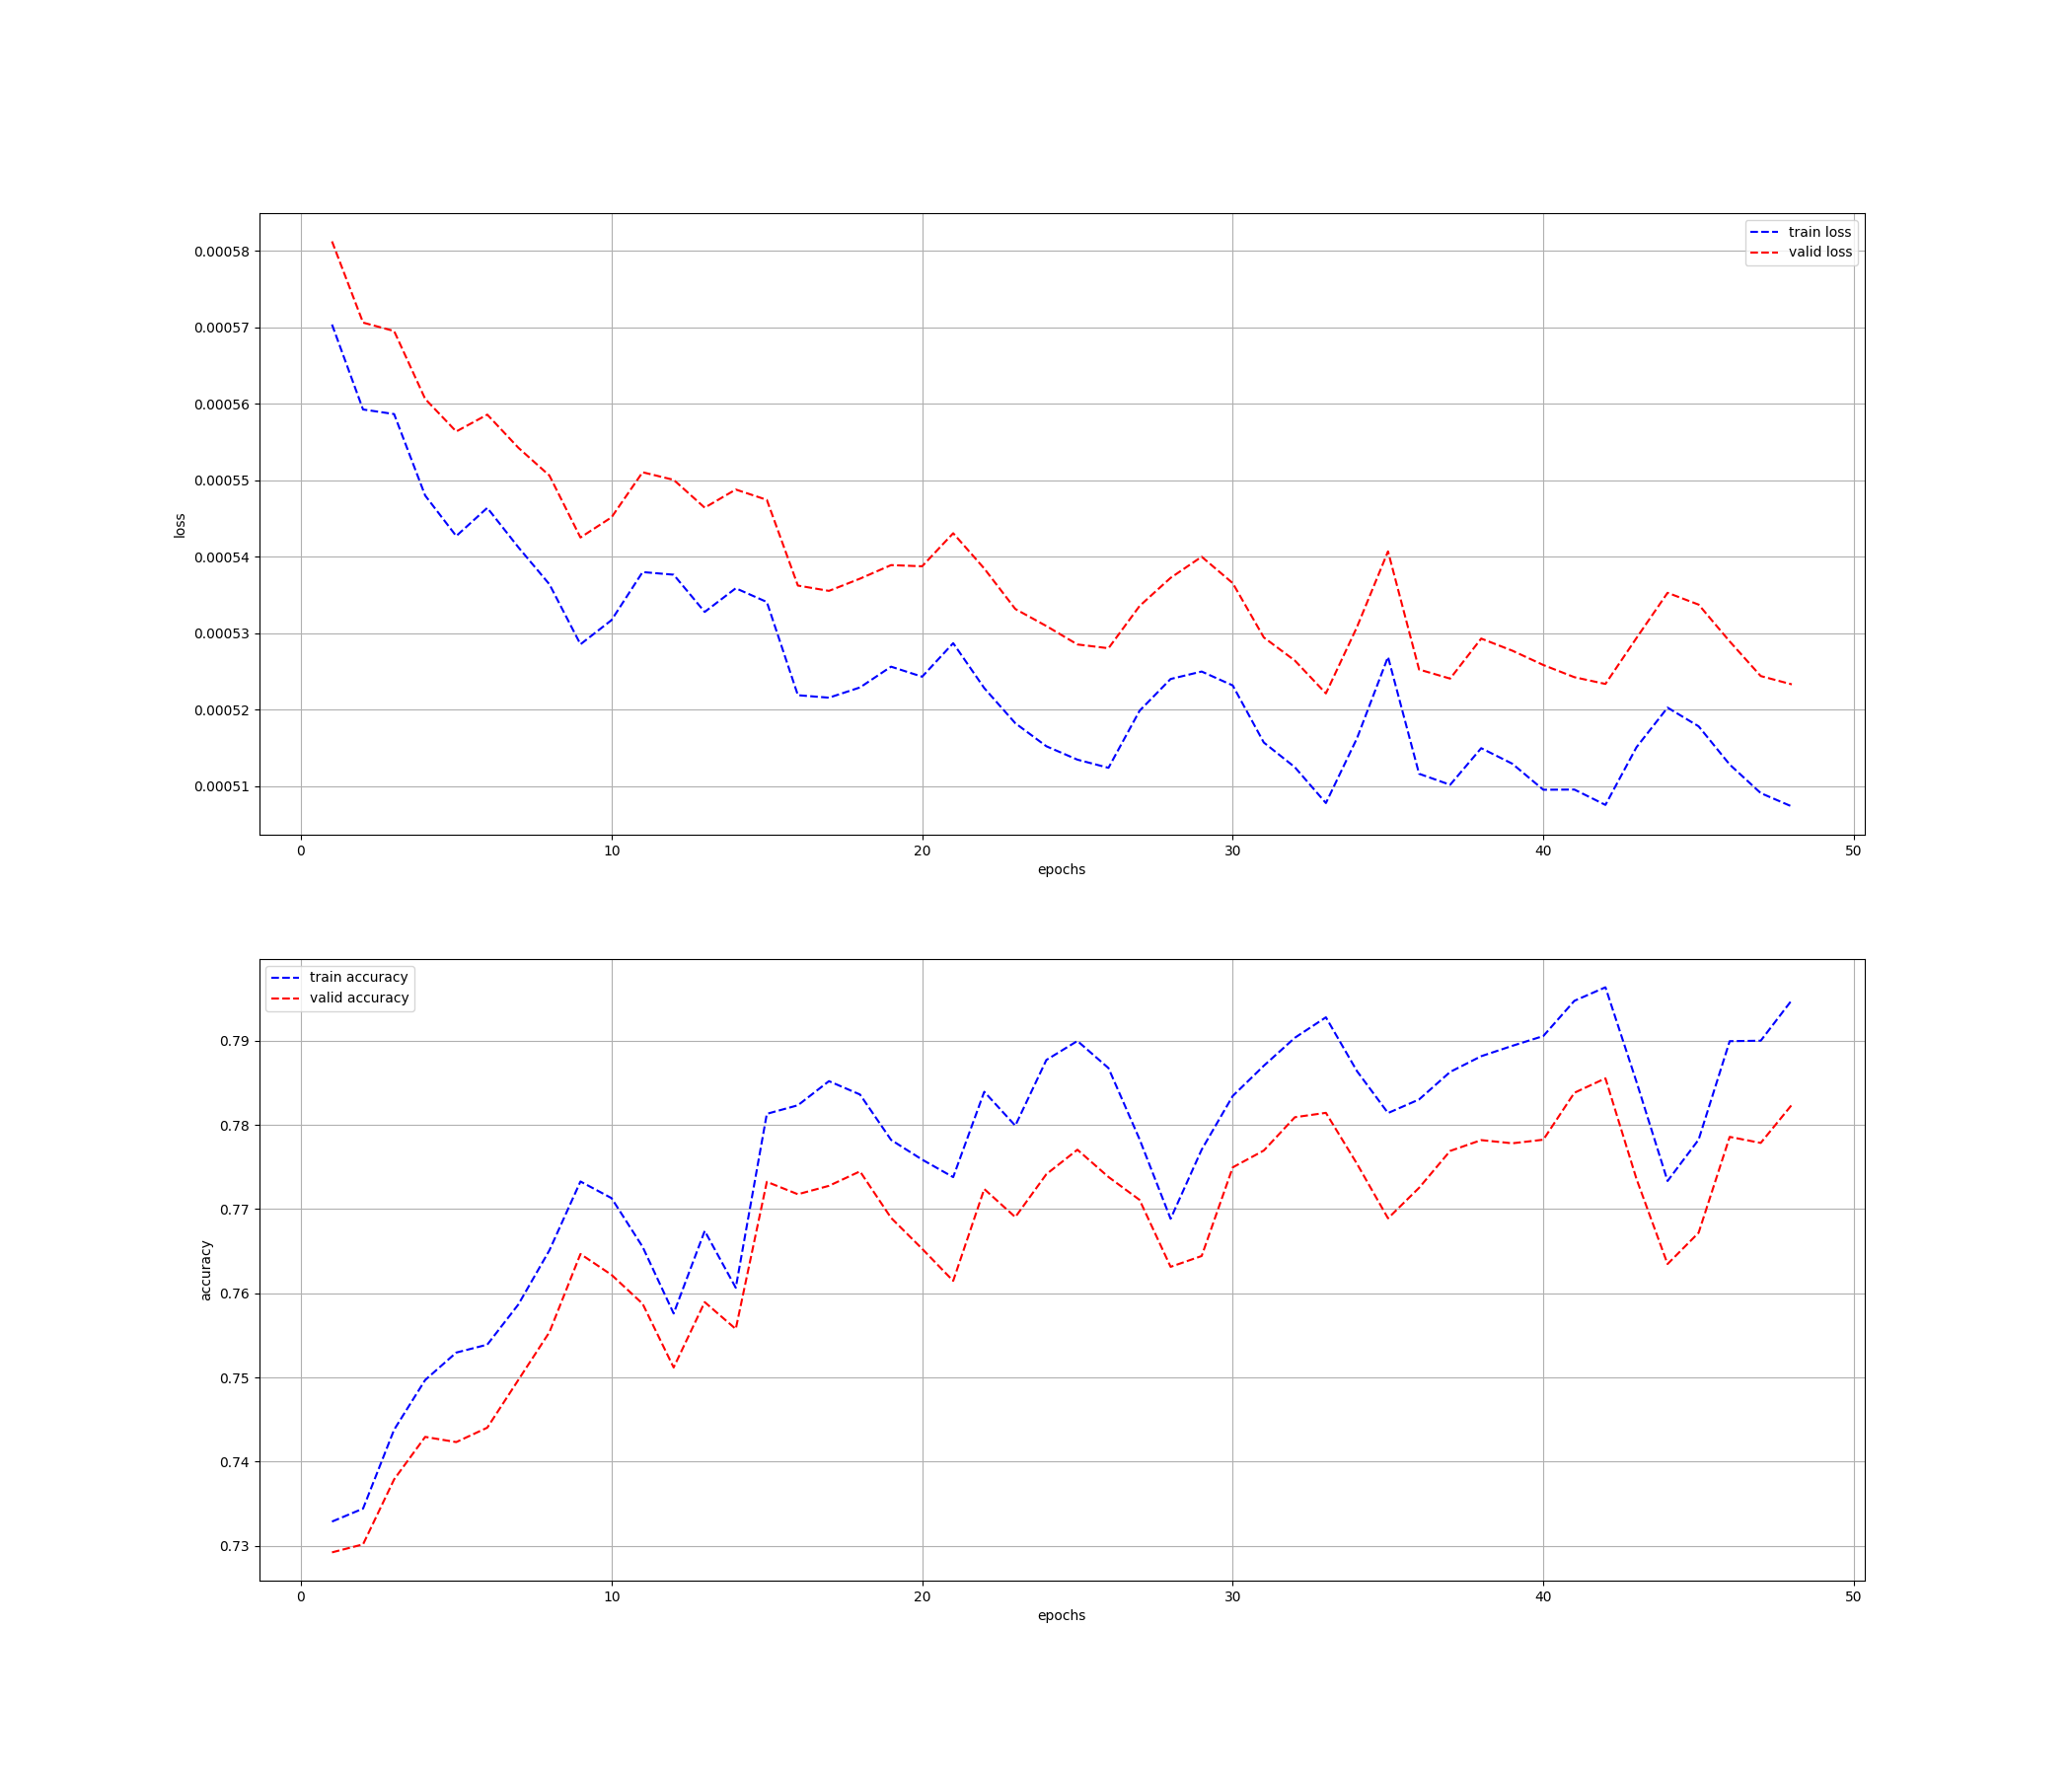 train loss
valid loss
0.00058
0.00057
0.00056
0.00055
0.00054
0.00053
0.00052
0.00051
loss
0 10 20 30 40 50
epochs
train accuracy
valid accuracy
0.79
0.78
0.77
0.76
0.75
0.74
0.73
accuracy
0 10 20 30 40 50
epochs